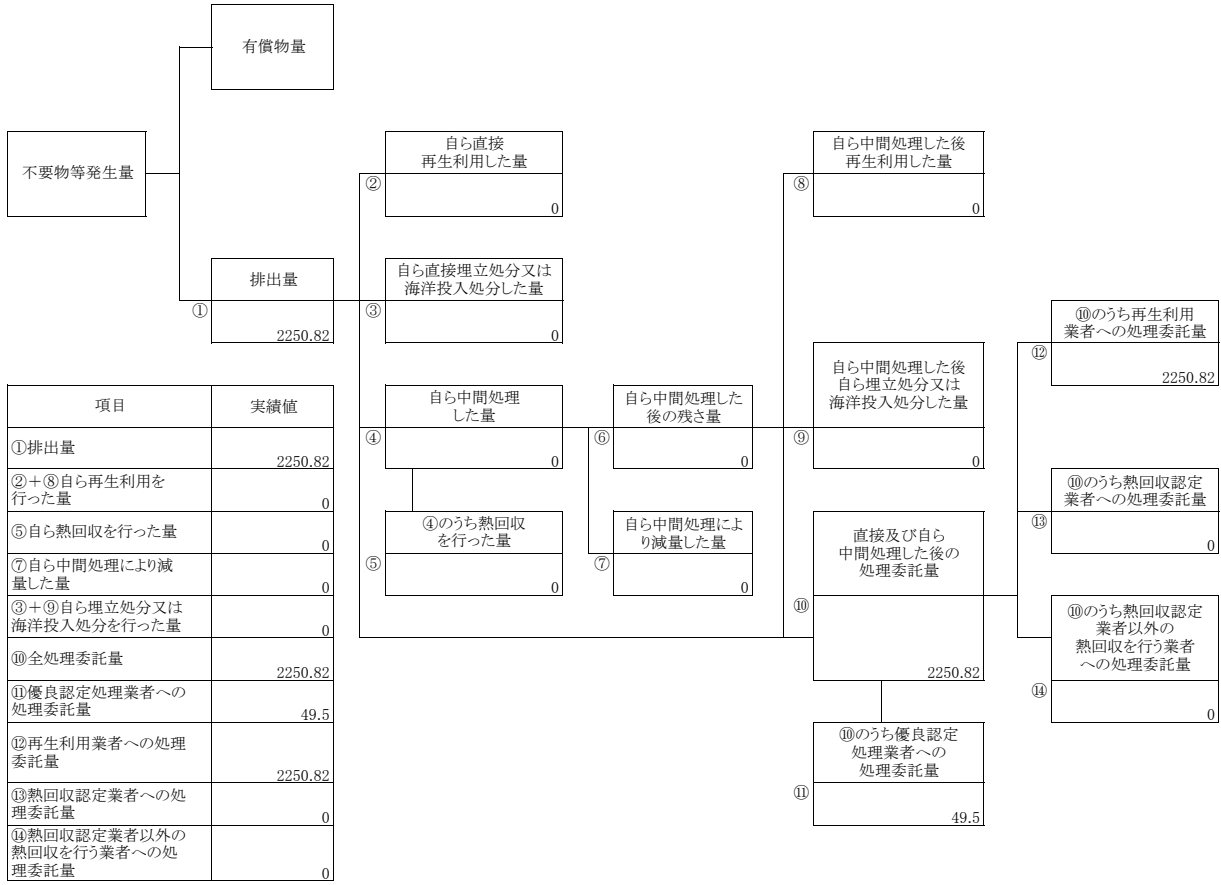 有償物量
不要物等発生量
自ら直接
再生利用した量
②
0
自ら中間処理した後
再生利用した量
⑧
0
排出量
①
2250.82
自ら直接埋立処分又は
海洋投入処分した量
③
0
⑩のうち再生利用
業者への処理委託量
⑫
2250.82
自ら中間処理
した量
④
0
自ら中間処理した
後の残さ量
⑥
0
自ら中間処理した後
自ら埋立処分又は
海洋投入処分した量
⑨
0
⑩のうち熱回収認定
業者への処理委託量
⑬
0
④のうち熱回収
を行った量
⑤
0
自ら中間処理によ
り減量した量
⑦
0
直接及び自ら
中間処理した後の
処理委託量
⑩
2250.82
⑩のうち熱回収認定
業者以外の
熱回収を行う業者
への処理委託量
⑭
0
⑩のうち優良認定
処理業者への
処理委託量
⑪
49.5
項目 実績値
①排出量
2250.82
②＋⑧自ら再生利用を
行った量
0
⑤自ら熱回収を行った量
0
⑦自ら中間処理により減
量した量
0
③＋⑨自ら埋立処分又は
海洋投入処分を行った量
0
⑩全処理委託量
2250.82
⑪優良認定処理業者への
処理委託量
49.5
⑫再生利用業者への処理
委託量
2250.82
⑬熱回収認定業者への処
理委託量
0
⑭熱回収認定業者以外の
熱回収を行う業者への処
理委託量
0